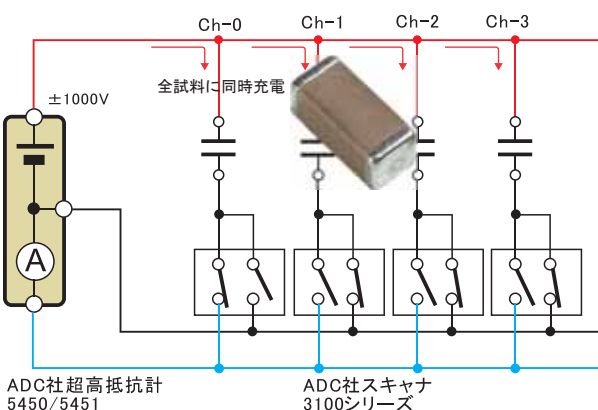 Ch-0
Ch-1
Ch-2
Ch-3
全試料に同時充電
±1000V
A
ADC社超高抵抗計
5450/5451
ADC社スキャナ
3100シリーズ